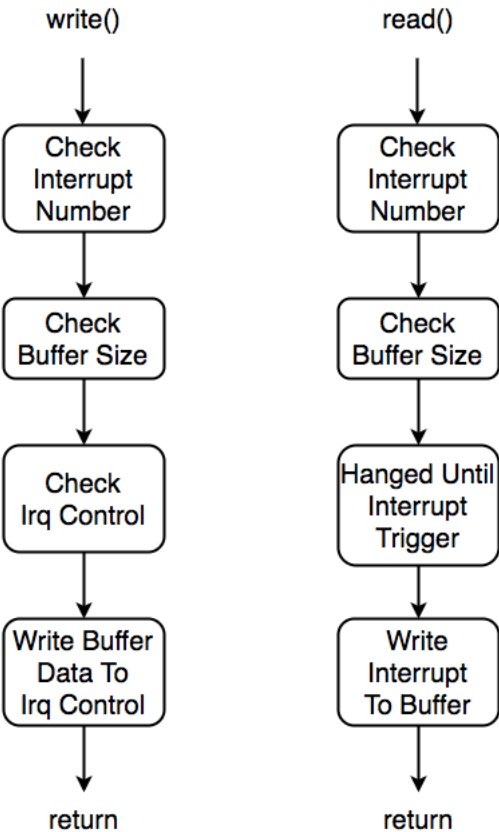 write()
Check
Interrupt
Number
Check
Buffer Size
Check
Irq Control
Write Buffer
Data To
Irq Control
return
read()
Check
Interrupt
Number
Check
Buffer Size
Hanged Until
Interrupt
Trigger
Write
Interrupt
To Buffer
return